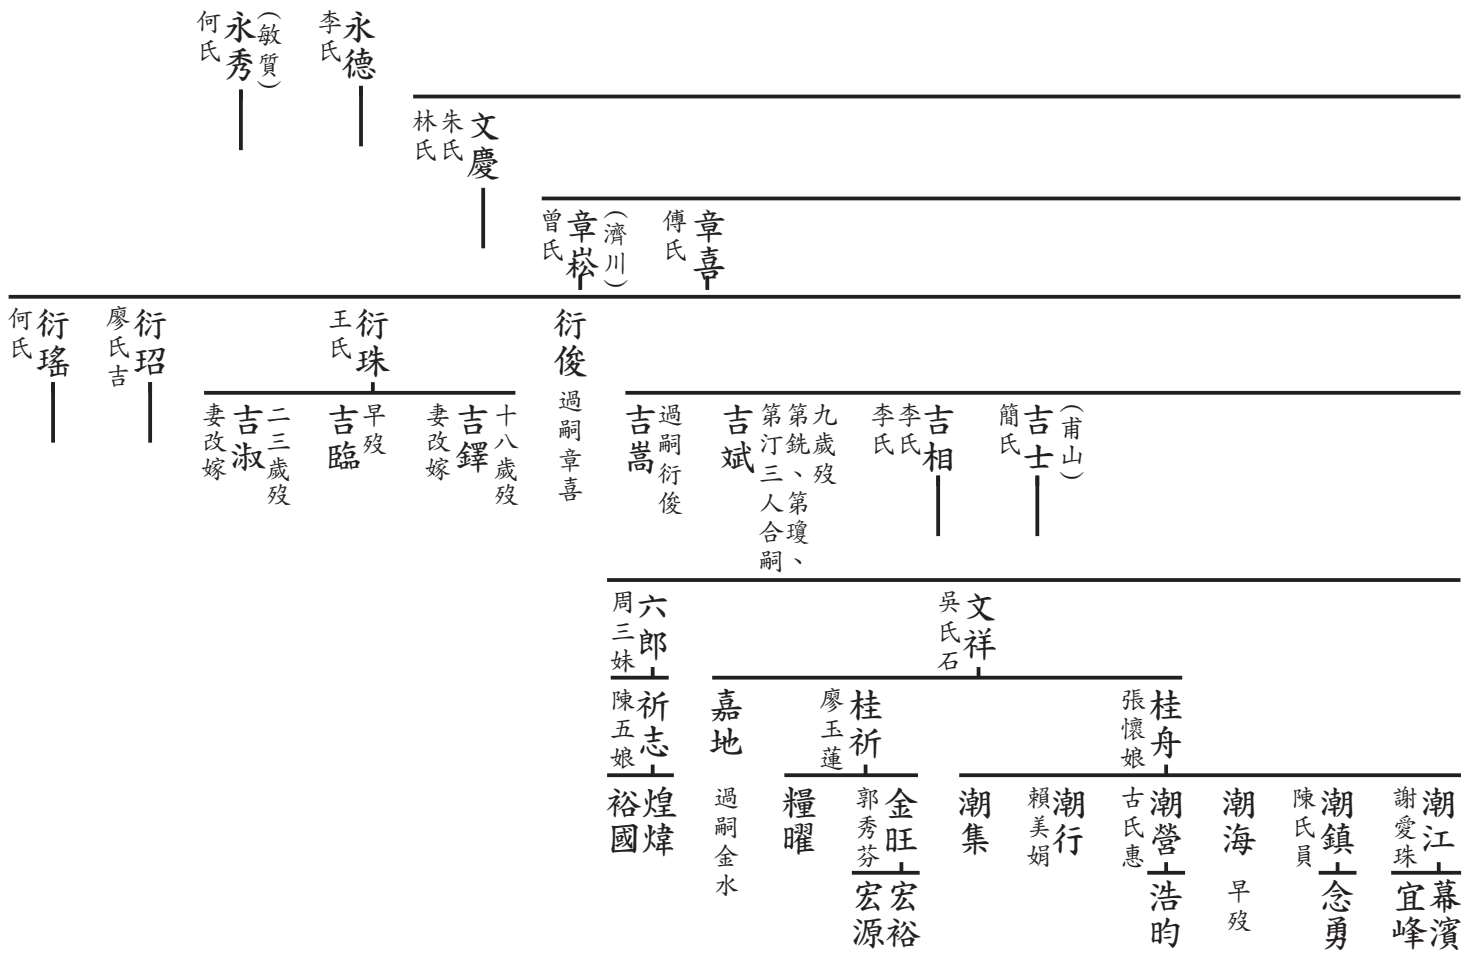 永德
李氏
(敏質)
永秀
何氏
文慶
朱氏
林氏
章喜
傅氏
(濟川)
章崧
曾氏
衍俊
過嗣章喜
衍珠
王氏
衍玿
廖氏吉
衍瑤
何氏
(甫山)
吉士
簡氏
吉相
李氏
李氏
九歲歿
第銑、第瓊、
第汀三人合嗣
吉斌
過嗣衍俊
吉嵩
十八歲歿
吉鐸
妻改嫁
早歿
吉臨
二三歲歿
吉淑
妻改嫁
文祥
吳氏石
六郎
周三妹
桂舟
張懷娘
桂祈
廖玉蓮
嘉地
過嗣金水
祈志
陳五娘
潮江
謝愛珠
潮鎮
陳氏員
潮海
早歿
潮營
古氏惠
潮行
賴美娟
潮集
金旺
郭秀芬
糧曜
煌煒
裕國
幕濱
宜峰
念勇
浩昀
宏裕
宏源